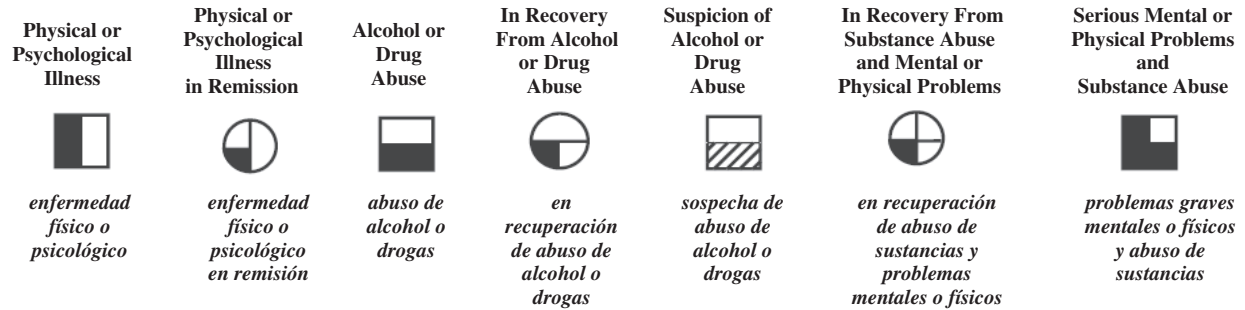 Physical or
Psychological
Illness
Physical or
Psychological
Illness
in Remission
Alcohol or
Drug
Abuse
In Recovery
From Alcohol
or Drug
Abuse
Suspicion of
Alcohol or
Drug
Abuse
In Recovery From
Substance Abuse
and Mental or
Physical Problems
Serious Mental or
Physical Problems
and
Substance Abuse
enfermedad
físico o
psicológico
enfermedad
físico o
psicológico
en remisión
abuso de
alcohol o
drogas
en
recuperación
de abuso de
alcohol o
drogas
sospecha de
abuso de
alcohol o
drogas
en recuperación
de abuso de
sustancias y
problemas
mentales o físicos
problemas graves
mentales o físicos
y abuso de
sustancias